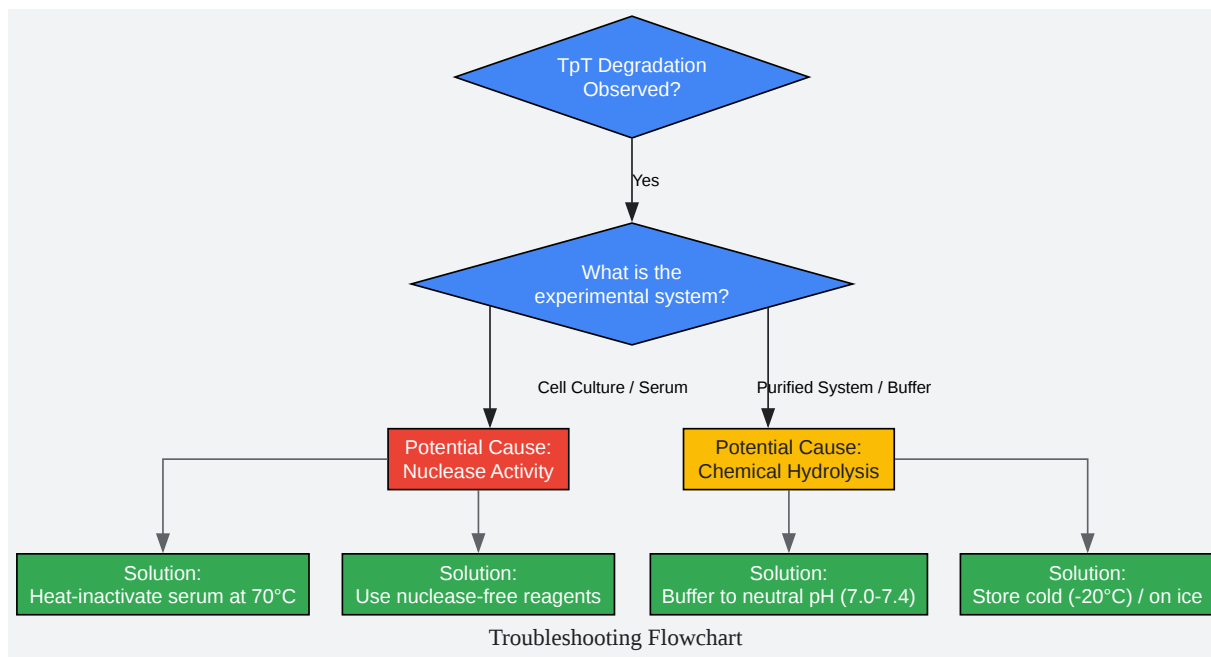 TpT Degradation
Observed?
Yes
What is the
experimental system?
Cell Culture / Serum
Purified System / Buffer
Potential Cause:
Nuclease Activity
Potential Cause:
Chemical Hydrolysis
Solution:
Heat-inactivate serum at 70°C
Solution:
Use nuclease-free reagents
Solution:
Buffer to neutral pH (7.0-7.4)
Solution:
Store cold (-20°C) / on ice
Troubleshooting Flowchart